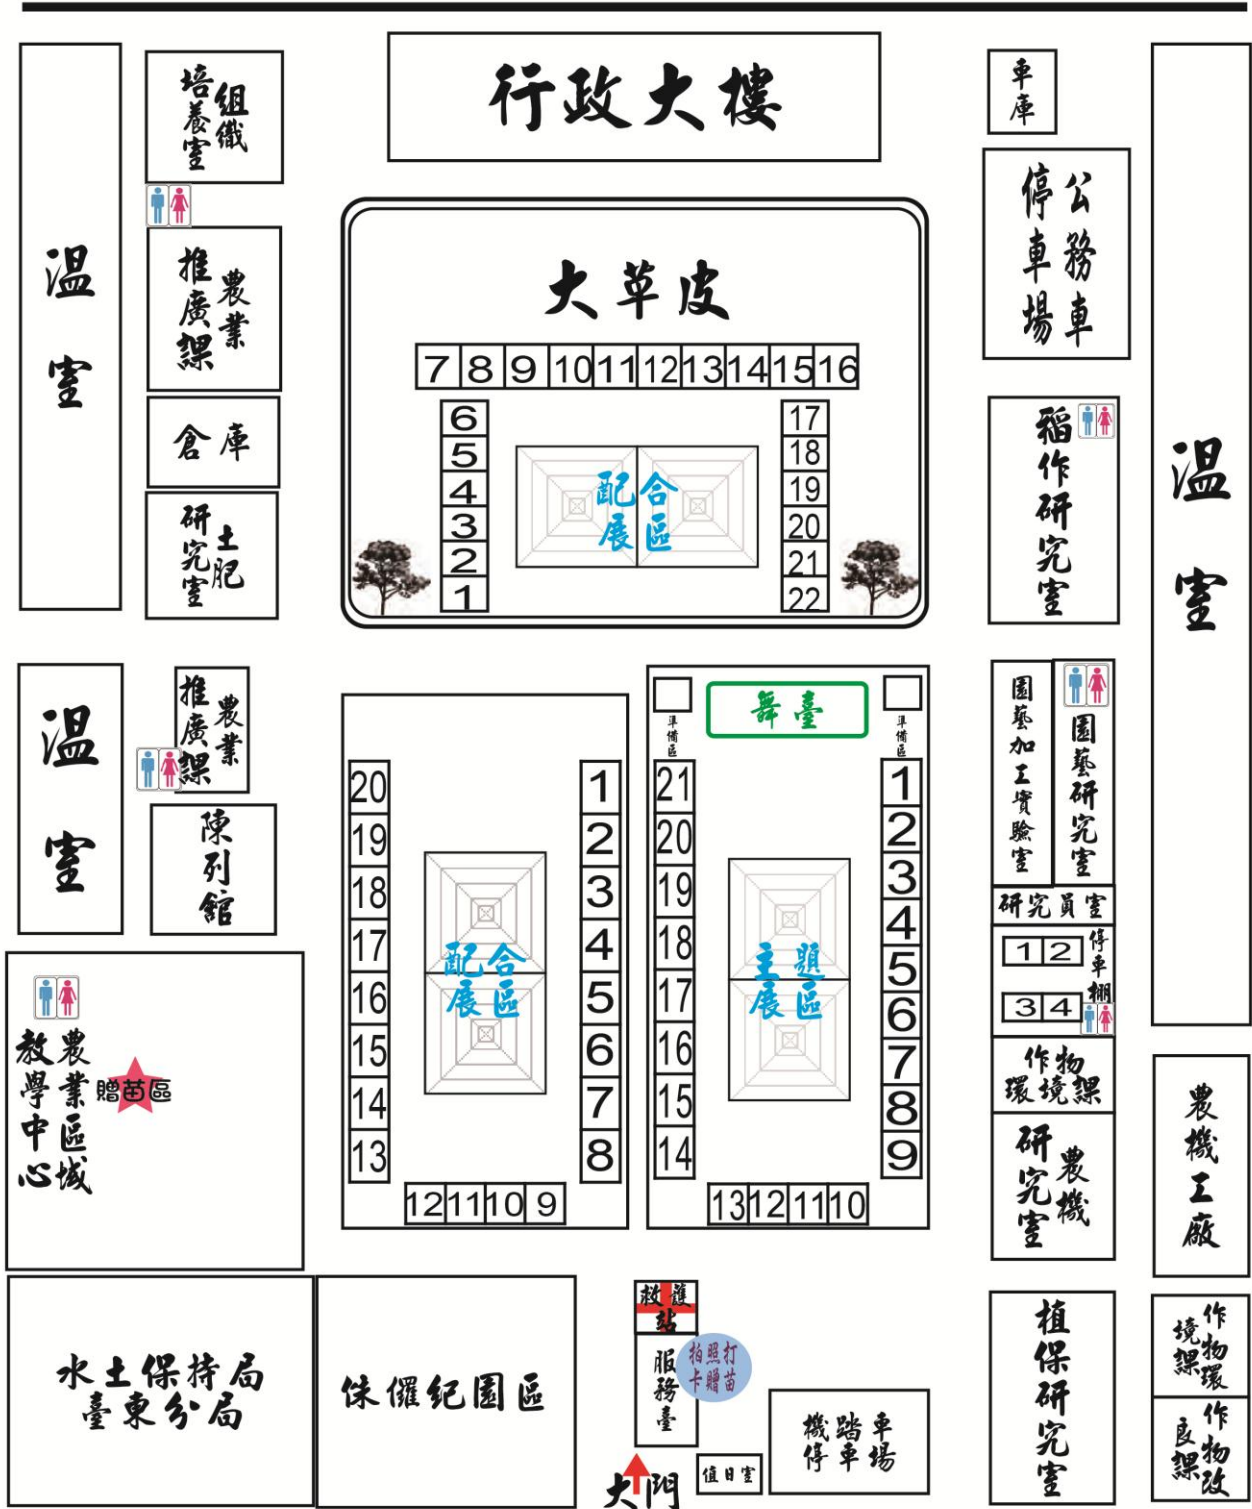 行政大樓
車庫
組織
培養室
公務車
停車場
溫室
農業
推廣課
倉庫
土肥
研究室
大草皮
7 8 9 10 11 12 13 14 15 16
6
5
4
3
2
1
配合
展區
17
18
19
20
21
22
稻作研究室
溫室
溫室
農業
推廣課
陳列館
20
19
18
17
16
15
14
13
配合
展區
1
2
3
4
5
6
7
8
12 11 10 9
舞臺
準備區
準備區
21
20
19
18
17
16
15
14
主題
展區
1
2
3
4
5
6
7
8
9
13 12 11 10
園藝加工實驗室
園藝研究室
研究員室
1 2
3 4
停車棚
作物
環境課
農機
研究室
農機工廠
農業區域
教學中心
贈苗區
水土保持局
臺東分局
侏儸紀園區
救護
站
服務臺
拍照打
卡贈苗
大門
值日室
機踏車
停車場
植保研究室
作物環
境課
作物改
良課